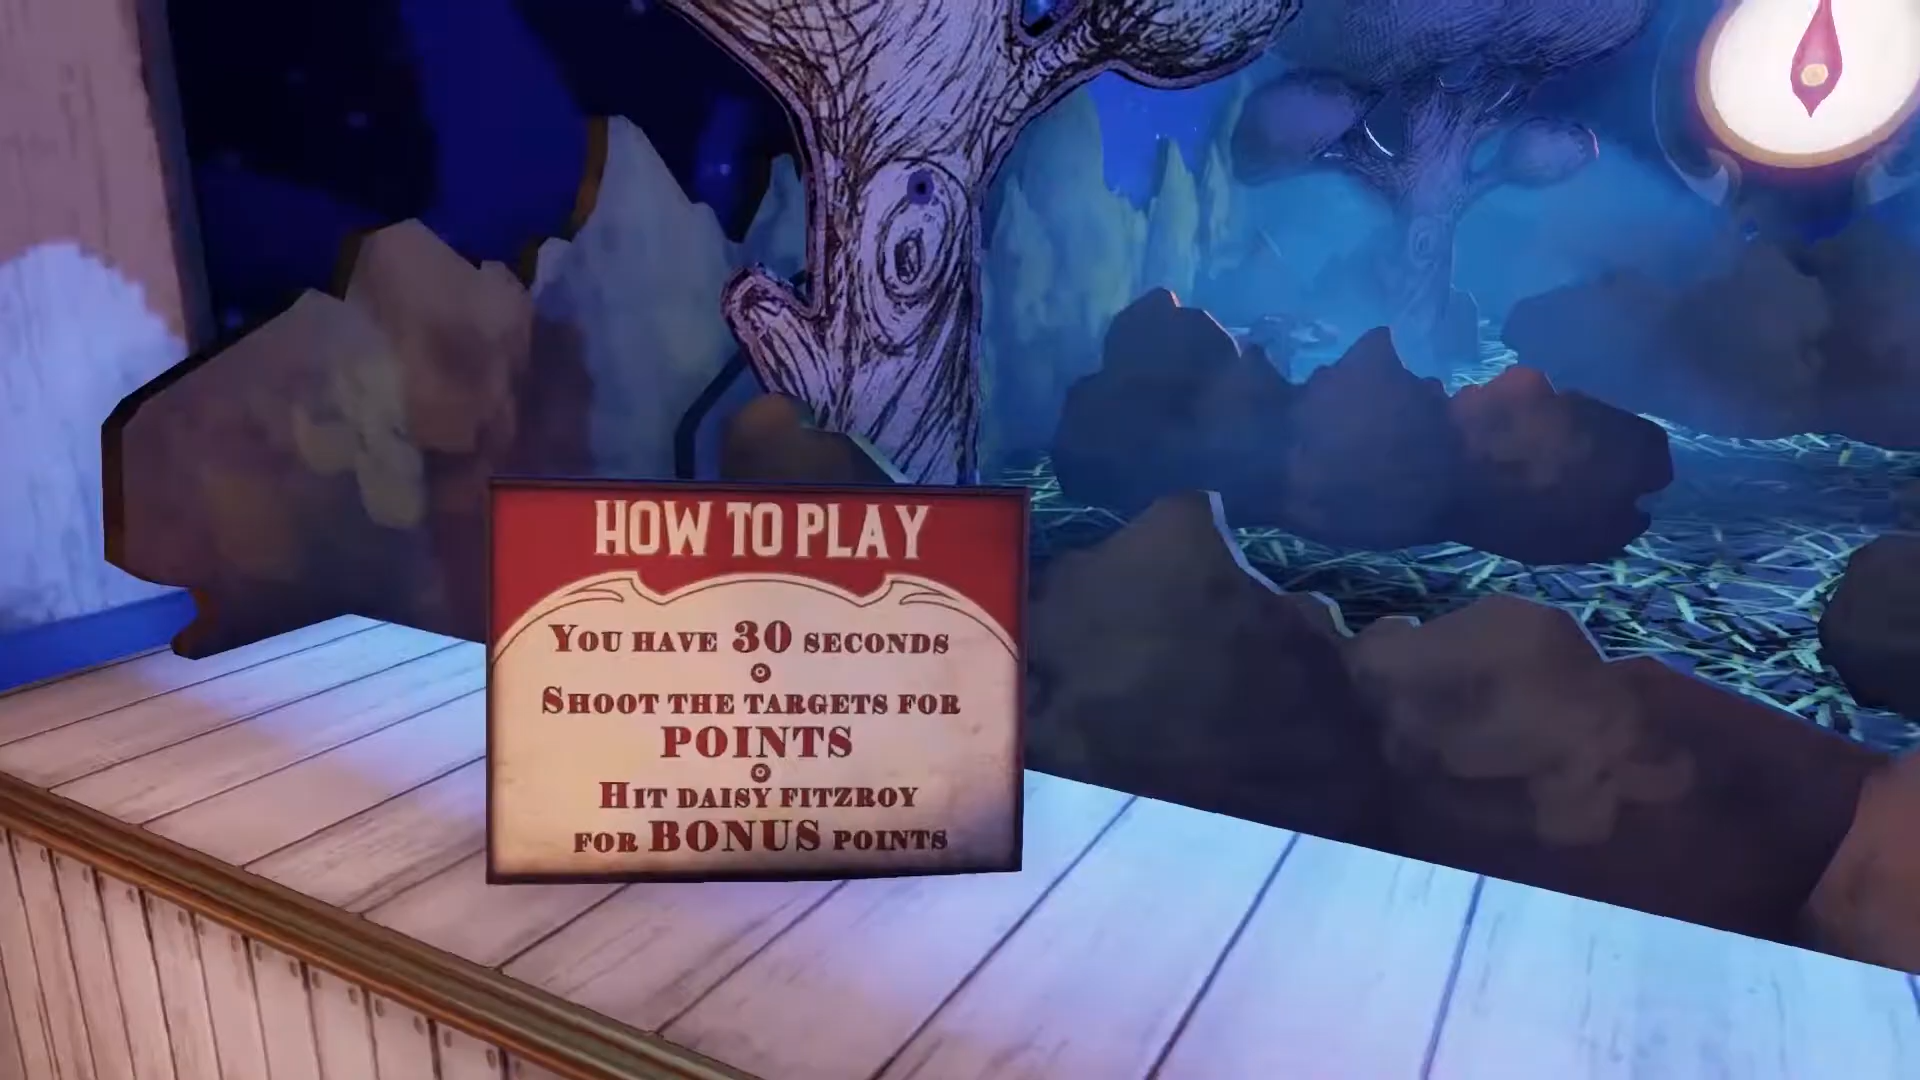 HOW TO PLAY
YOU HAVE 30 SECONDS
SHOOT THE TARGETS FOR
POINTS
HIT DAISY FITZROY
FOR BONUS POINTS